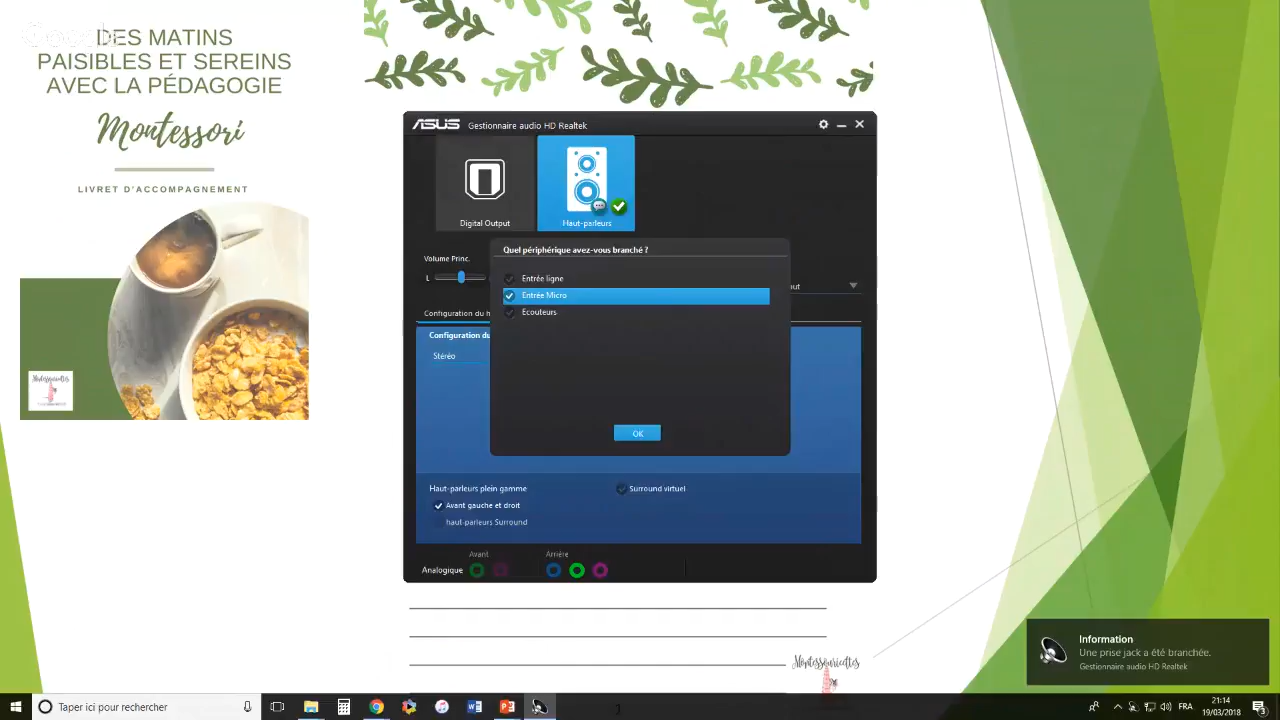 DES MATINS
PAISIBLES ET SEREINS
AVEC LA PÉDAGOGIE
Montessori
LIVRET D'ACCOMPAGNEMENT
Montessouricettes
ASUS Gestionnaire audio HD Realtek
Digital Output
Haut-parleurs
Volume Princ.
L
Quel périphérique avez-vous branché ?
Entrée ligne
Entrée Micro
Ecouteurs
OK
Configuration du h
Configuration du
Stéréo
Haut-parleurs plein gamme
Surround virtuel
Avant gauche et droit
haut-parleurs Surround
Avant
Arrière
Analogique
Montessouricettes
Information
Une prise jack a été branchée.
Gestionnaire audio HD Realtek
Taper ici pour rechercher
1
FRA
21:14
19/03/2018